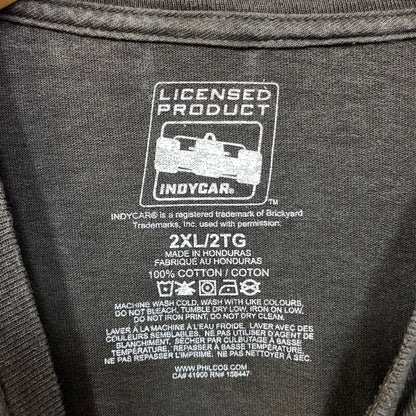 LICENSED
PRODUCT
INDYCAR®
™
INDYCAR® is a registered trademark of Brickyard
Trademarks, Inc. used with permission.
2XL/2TG
MADE IN HONDURAS
FABRIQUÉ AU HONDURAS
100% COTTON / COTON
MACHINE WASH COLD, WASH WITH LIKE COLOURS,
DO NOT BLEACH, TUMBLE DRY LOW, IRON ON LOW.
DO NOT IRON PRINT, DO NOT DRY CLEAN.
LAVER À LA MACHINE À L'EAU FROIDE. LAVER AVEC DES
COULEURS SEMBLABLES. NE PAS UTILISER D'AGENT DE
BLANCHIMENT, SÉCHER PAR CULBUTAGE À BASSE
TEMPÉRATURE. REPASSER À BASSE TEMPÉRATURE.
NE PAS REPASSER L'IMPRIMÉ. NE PAS NETTOYER À SEC.
WWW.PHILCOS.COM
CA# 41900 RN# 158447